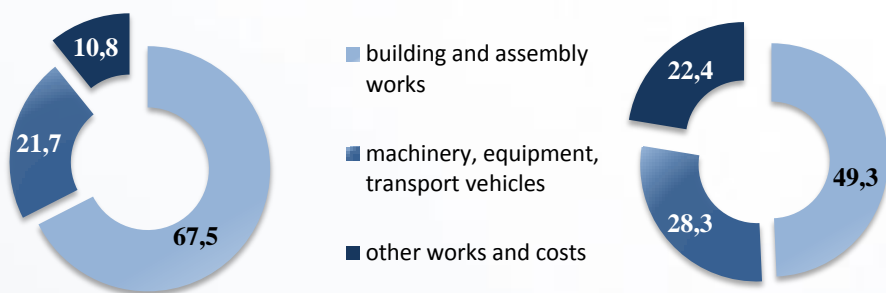 10,8
21,7
67,5
building and assembly
works
machinery, equipment,
transport vehicles
other works and costs
22,4
49,3
28,3